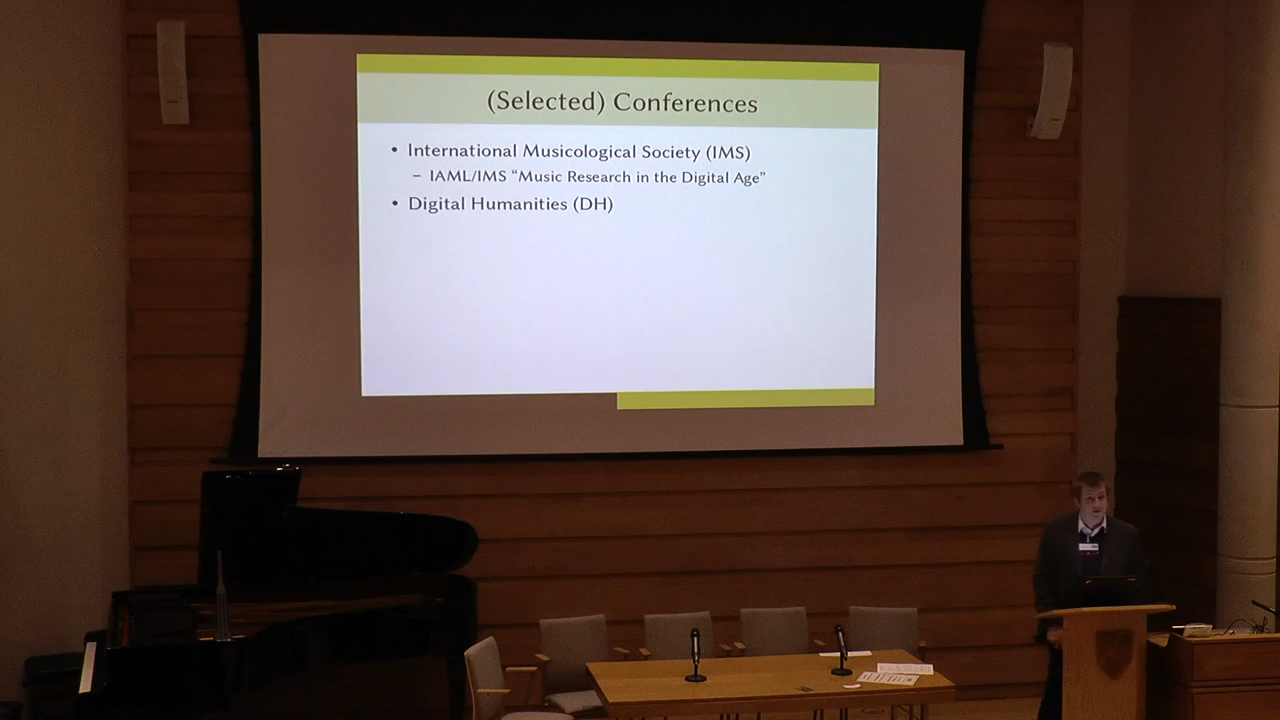 (Selected) Conferences
• International Musicological Society (IMS)
– IAML/IMS “Music Research in the Digital Age”
• Digital Humanities (DH)